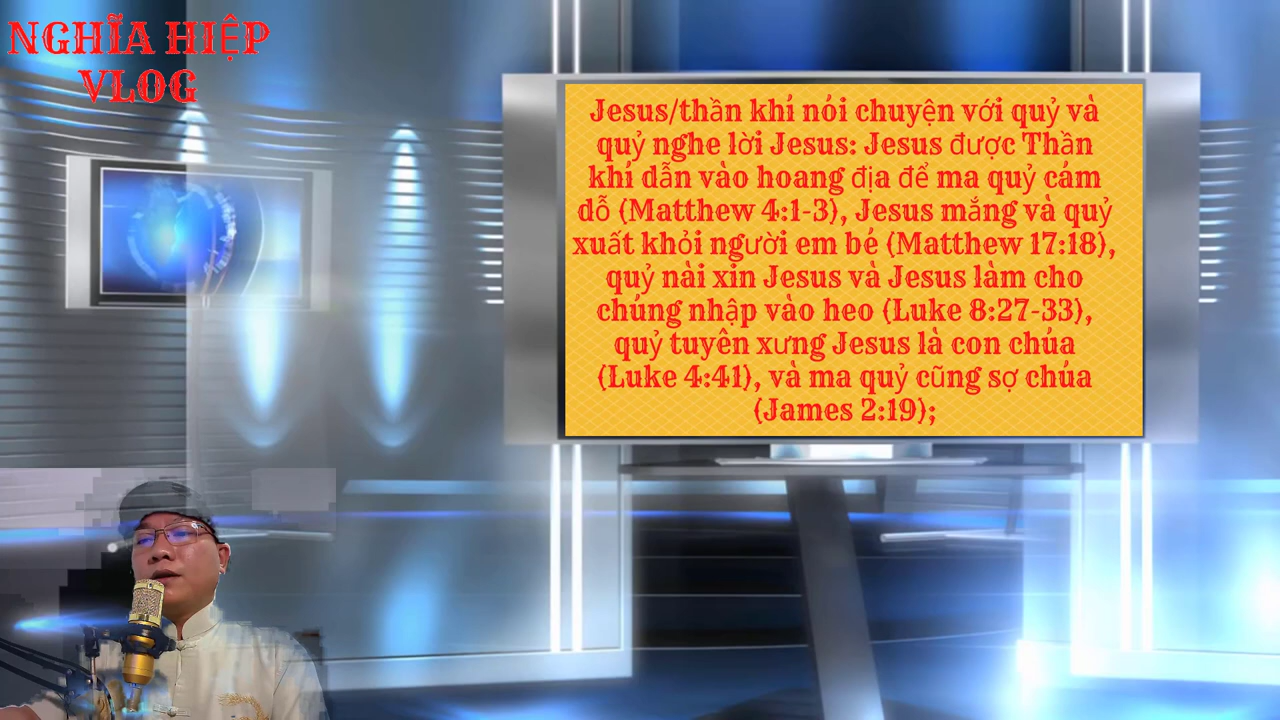 NGHĨA HIỆP
VLOG
Jesus/thần khí nói chuyện với quỷ và
quỷ nghe lời Jesus: Jesus được Thần
khí dẫn vào hoang địa để ma quỷ cám
dỗ (Matthew 4:1-3), Jesus mắng và quỷ
xuất khỏi người em bé (Matthew 17:18),
quỷ nài xin Jesus và Jesus làm cho
chúng nhập vào heo (Luke 8:27-33),
quỷ tuyên xưng Jesus là con chúa
(Luke 4:41), và ma quỷ cũng sợ chúa
(James 2:19);